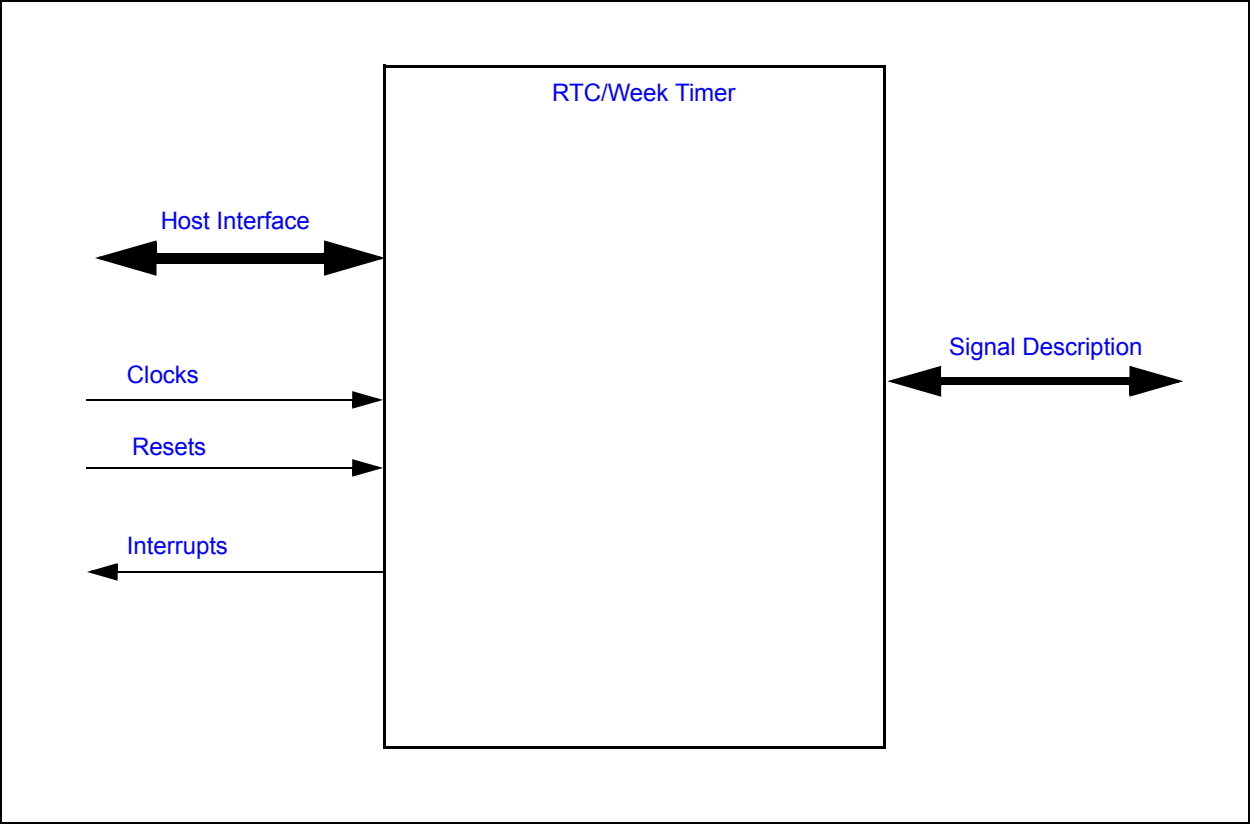 RTC/Week Timer
Host Interface
Signal Description
Clocks
Resets
Interrupts